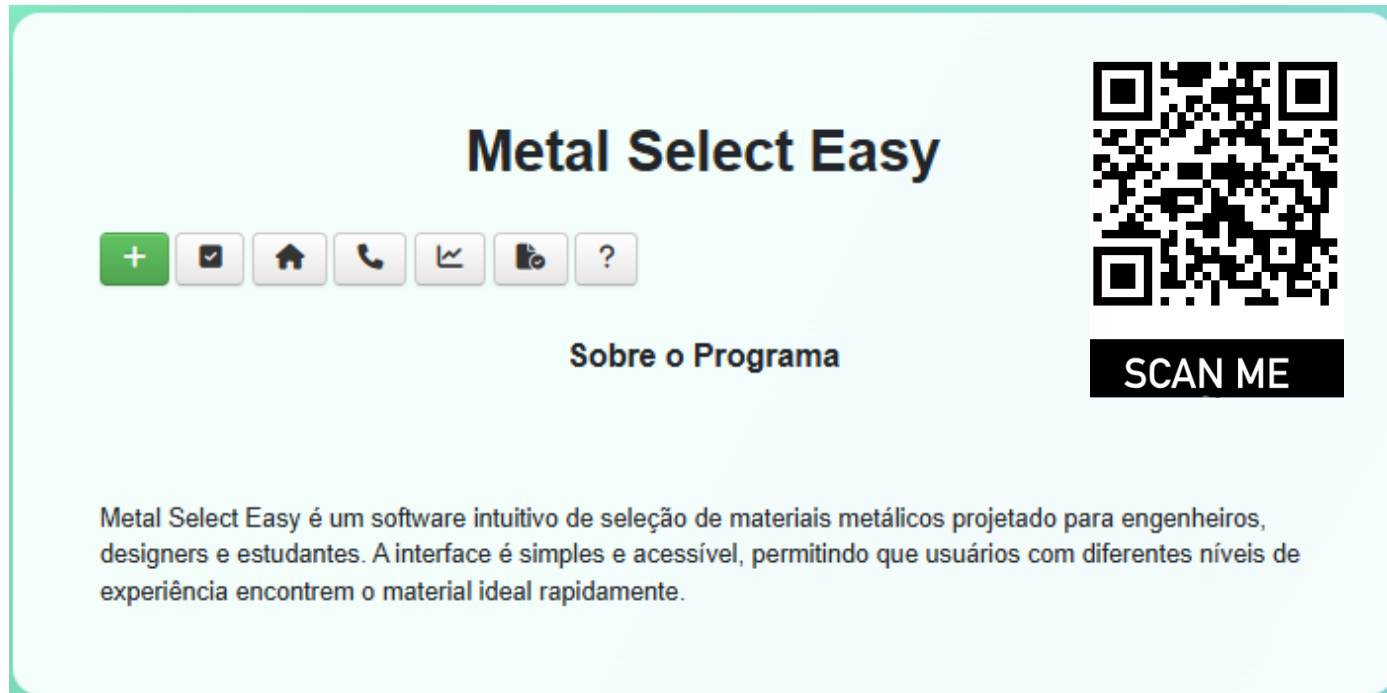 Metal Select Easy
SCAN ME
Sobre o Programa
Metal Select Easy é um software intuitivo de seleção de materiais metálicos projetado para engenheiros,
designers e estudantes. A interface é simples e acessível, permitindo que usuários com diferentes níveis de
experiência encontrem o material ideal rapidamente.